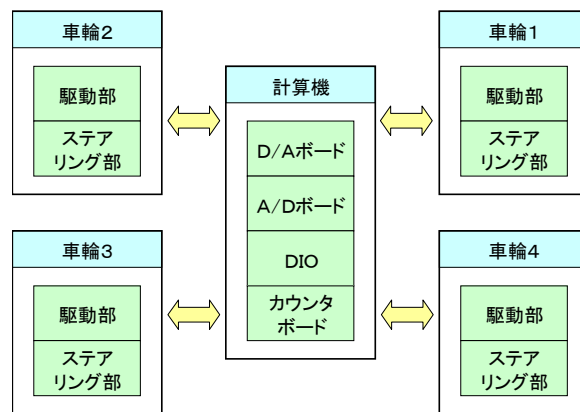 車輪2
駆動部
ステア
リング部
計算機
D/Aボード
A/Dボード
DIO
カウンタ
ボード
車輪1
駆動部
ステア
リング部
車輪3
駆動部
ステア
リング部
車輪4
駆動部
ステア
リング部